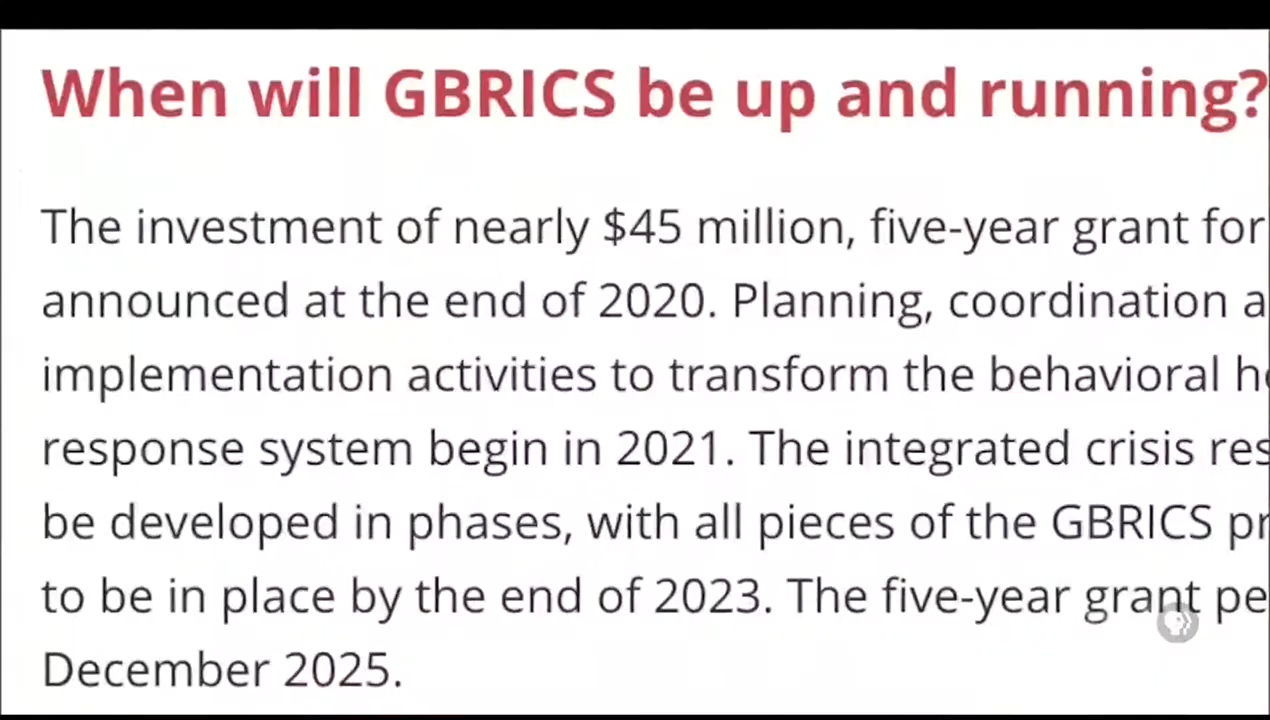 When will GBRICS be up and running?
The investment of nearly $45 million, five-year grant for
announced at the end of 2020. Planning, coordination a
implementation activities to transform the behavioral
response system begin in 2021. The integrated crisis
be developed in phases, with all pieces of the GBRICS
to be in place by the end of 2023. The five-year grant
December 2025.